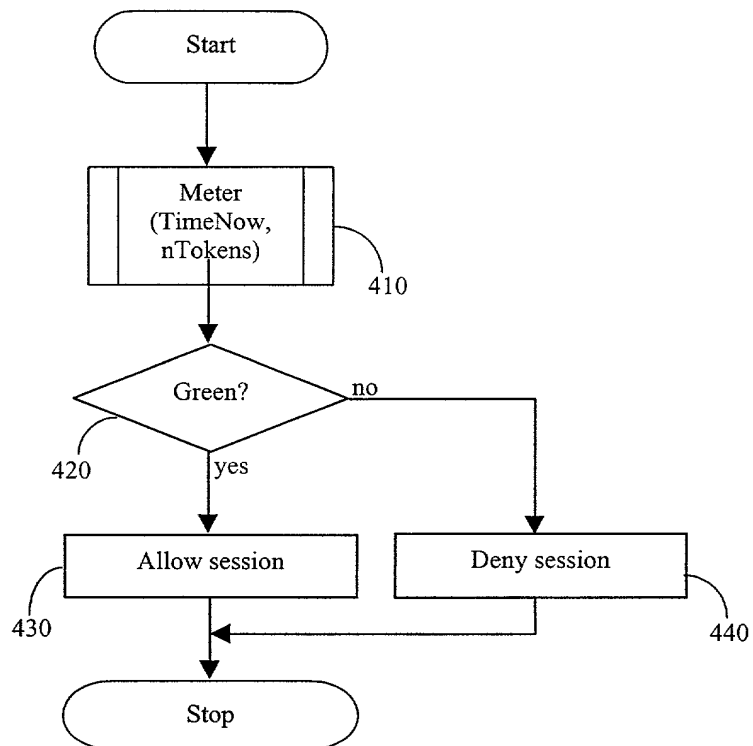 Start
Meter
(TimeNow,
nTokens)
410
Green?
no
420
yes
Allow session
Deny session
430
440
Stop